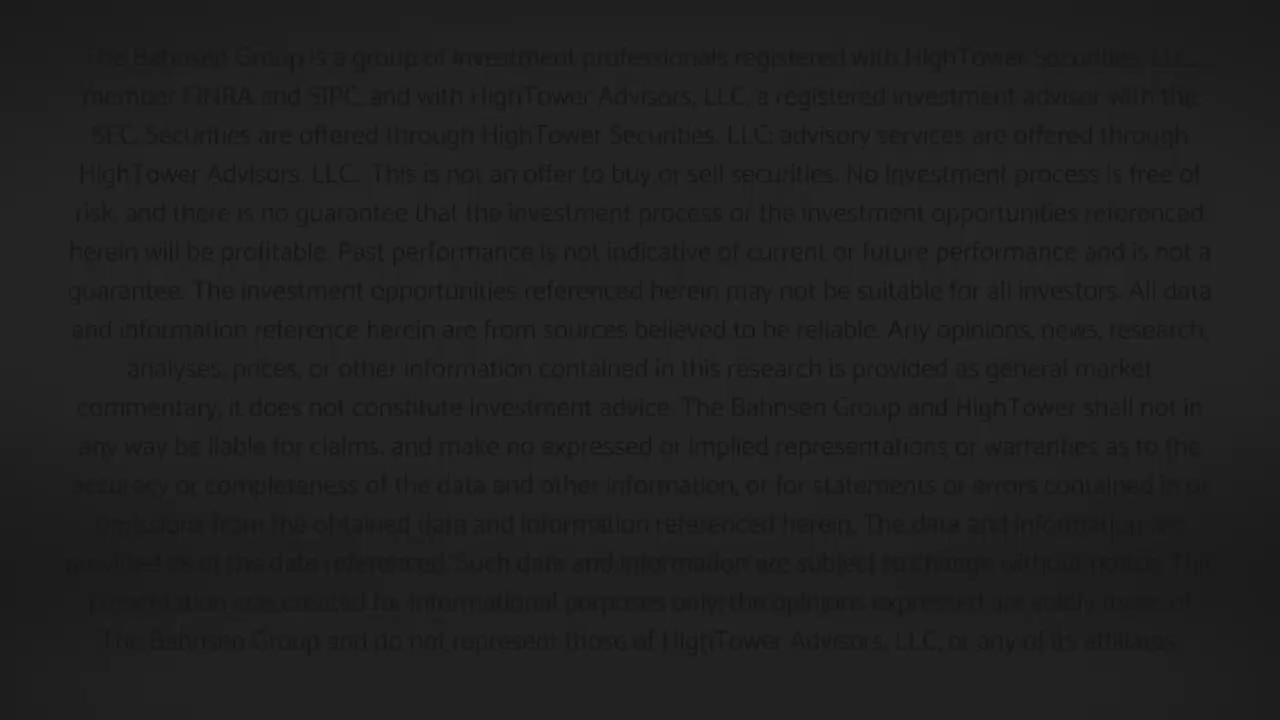 The Bahnsen Group is a group of investment professionals registered with HighTower Securities, LLC,
member FINRA and SIPC, and with HighTower Advisors, LLC, a registered investment advisor with the
SEC. Securities are offered through HighTower Securities, LLC; advisory services are offered through
HighTower Advisors, LLC. This is not an offer to buy or sell securities. No investment process is free of
risk, and there is no guarantee that the investment process or the investment opportunities referenced
herein will be profitable. Past performance is not indicative of current or future performance and is not a
guarantee. The investment opportunities referenced herein may not be suitable for all investors. All data
and information reference herein are from sources believed to be reliable. Any opinions, news, research,
analyses, prices, or other information contained in this research is provided as general market
commentary, it does not constitute investment advice. The Bahnsen Group and HighTower shall not in
any way be liable for claims, and make no expressed or implied representations or warranties as to the
accuracy or completeness of the data and other information, or for statements or errors contained in or
omissions from the obtained data and information referenced herein. The data and information are
provided as of the date referenced. Such data and information are subject to change without notice. This
presentation was created for informational purposes only; the opinions expressed are solely those of
The Bahnsen Group and do not represent those of HighTower Advisors, LLC, or any of its affiliates.